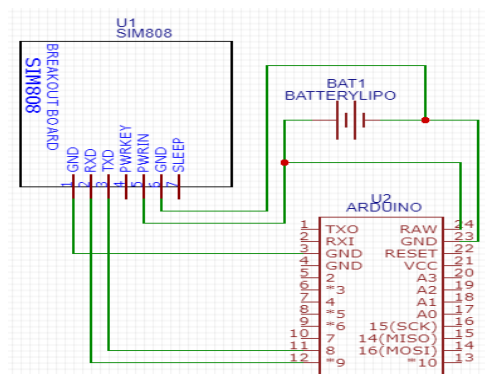 U1
SIM808
BREAKOUT BOARD
SIM808
GND
RXD
TXD
PWRKEY
PWRIN
GND
SLEEP
1
2
3
4
5
6
7
BAT1
BATTERYLIPO
U2
ARDUINO
1 TXO RAW 24
2 RXI GND 23
3 GND RESET 22
4 GND VCC 21
5 2 A3 20
6 *3 A2 19
7 4 A1 18
8 *5 A0 17
9 *6 15(SCK) 16
10 7 14(MISO) 15
11 8 16(MOSI) 14
12 *9 *10 13